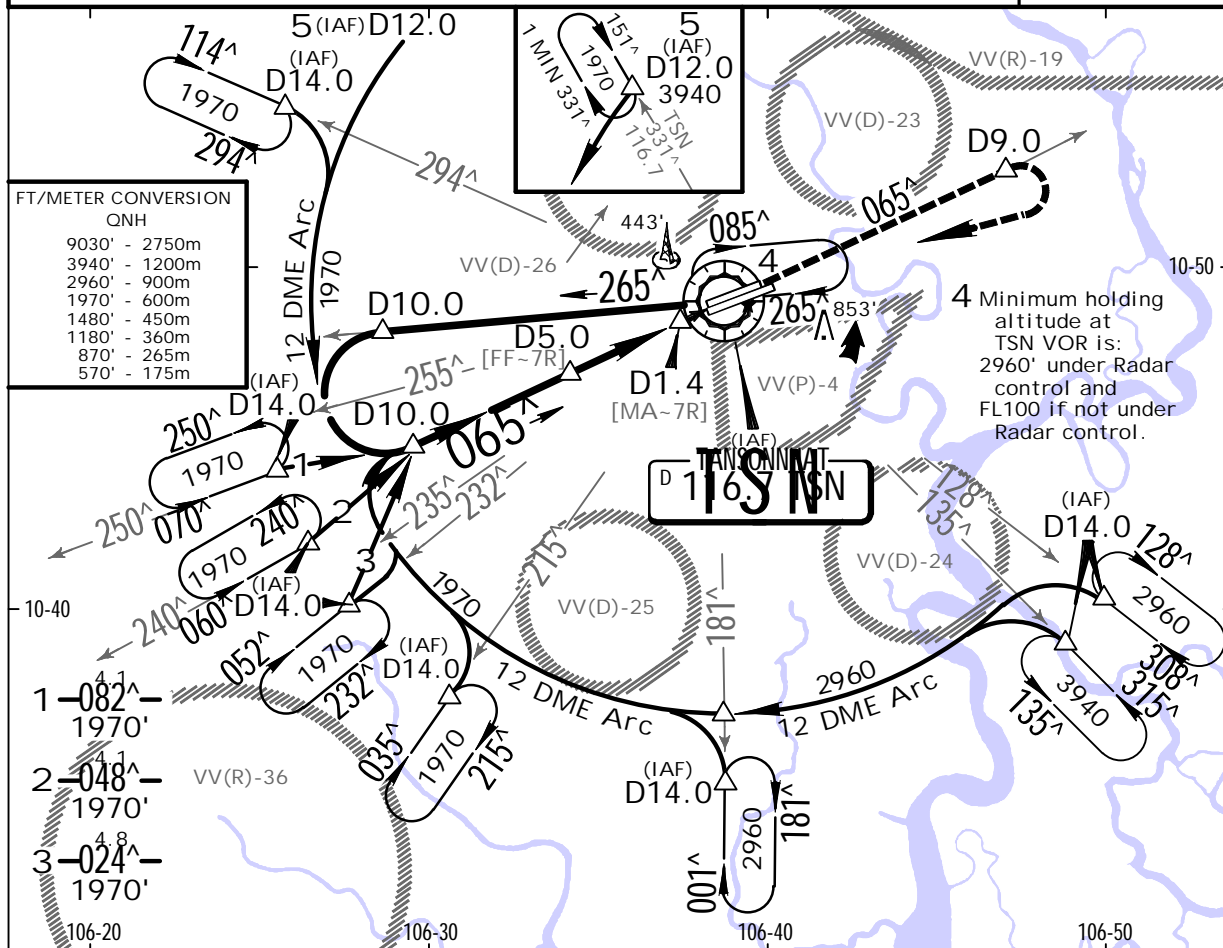 5 (IAF) D12.0
114^
(IAF)
D14.0
1970
294^
294^
5
(IAF)
D12.0
3940
151^
1970
1 MIN 331^
TSN
331^
116.7
VV(R)-19
VV(D)-23
D9.0
065^
FT/METER CONVERSION
QNH
9030' - 2750m
3940' - 1200m
2960' - 900m
1970' - 600m
1480' - 450m
1180' - 360m
870' - 265m
570' - 175m
12 DME Arc
1970
443'
VV(D)-26
085^
4
265^
265^
853'
10-50
D10.0
D5.0
[FF~7R]
D1.4
[MA~7R]
VV(P)-4
4 Minimum holding
altitude at
TSN VOR is:
2960' under Radar
control and
FL100 if not under
Radar control.
255^
(IAF)
D14.0
D10.0
065^
250^
1970
1
250^
070^
235^
232^
(IAF)
TANSONNHAT
D 116.7 TSN
TSN
240^
1970
2
240^
060^
(IAF)
D14.0
3
215^
128^
135^
(IAF)
D14.0
128^
2960
308^
VV(D)-24
VV(D)-25
10-40
1970
181^
052^
1970
232^
(IAF)
D14.0
12 DME Arc
2960
12 DME Arc
315^
3940
135^
4.1
1 082^
1970'
035^
1970
215^
4.1
2 048^
1970'
VV(R)-36
(IAF)
D14.0
4.8
3 024^
1970'
001^
2960
181^
106-20
106-30
106-40
106-50